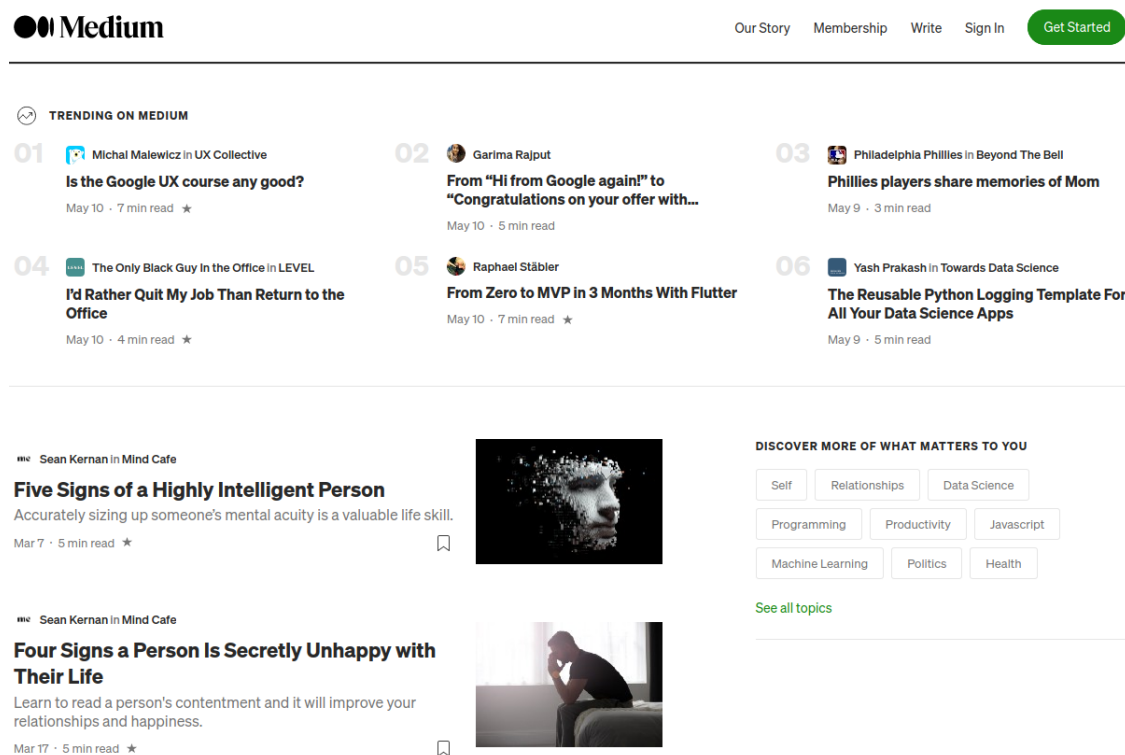 Medium
Our Story Membership Write Sign In Get Started
TRENDING ON MEDIUM
01
Michal Malewicz in UX Collective
Is the Google UX course any good?
May 10 · 7 min read ★
02
Garima Rajput
From “Hi from Google again!” to
“Congratulations on your offer with...
May 10 · 5 min read
03
Philadelphia Phillies in Beyond The Bell
Phillies players share memories of Mom
May 9 · 3 min read
04
The Only Black Guy In the Office in LEVEL
I’d Rather Quit My Job Than Return to the
Office
May 10 · 4 min read ★
05
Raphael Stäbler
From Zero to MVP in 3 Months With Flutter
May 10 · 7 min read ★
06
Yash Prakash in Towards Data Science
The Reusable Python Logging Template For
All Your Data Science Apps
May 9 · 5 min read
Sean Kernan in Mind Cafe
Five Signs of a Highly Intelligent Person
Accurately sizing up someone’s mental acuity is a valuable life skill.
Mar 7 · 5 min read ★
Sean Kernan in Mind Cafe
Four Signs a Person Is Secretly Unhappy with
Their Life
Learn to read a person's contentment and it will improve your
relationships and happiness.
Mar 17 · 5 min read ★
DISCOVER MORE OF WHAT MATTERS TO YOU
Self Relationships Data Science
Programming Productivity Javascript
Machine Learning Politics Health
See all topics